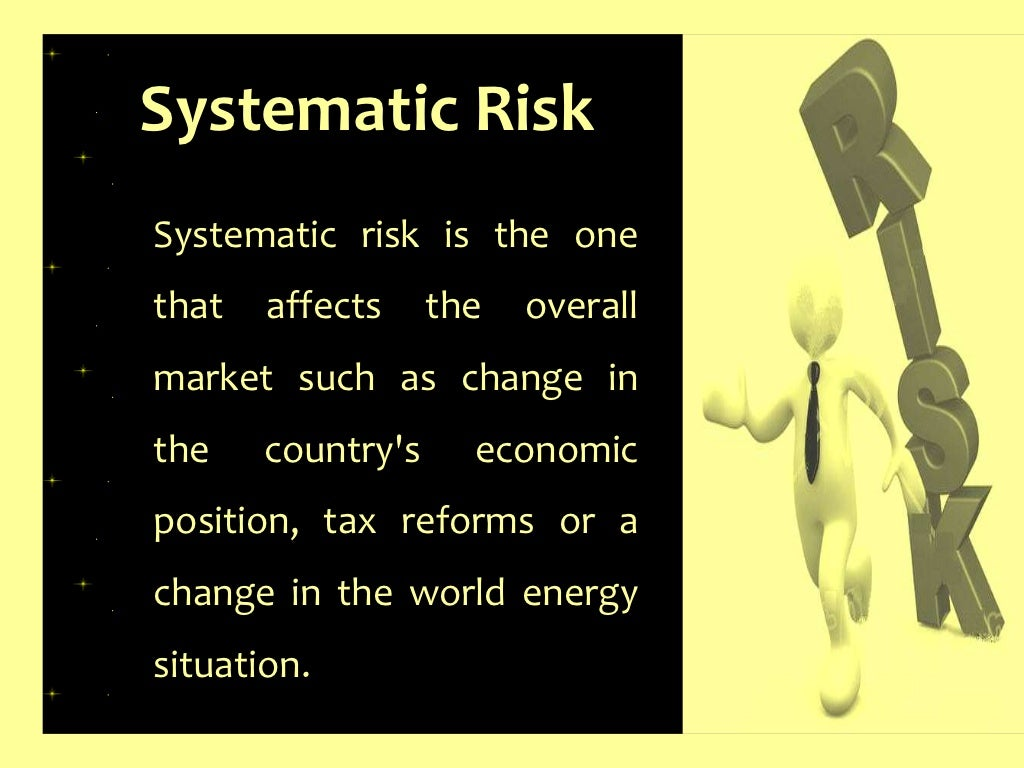 Systematic Risk
Systematic risk is the one
that affects the overall
market such as change in
the country's economic
position, tax reforms or a
change in the world energy
situation.
RISK